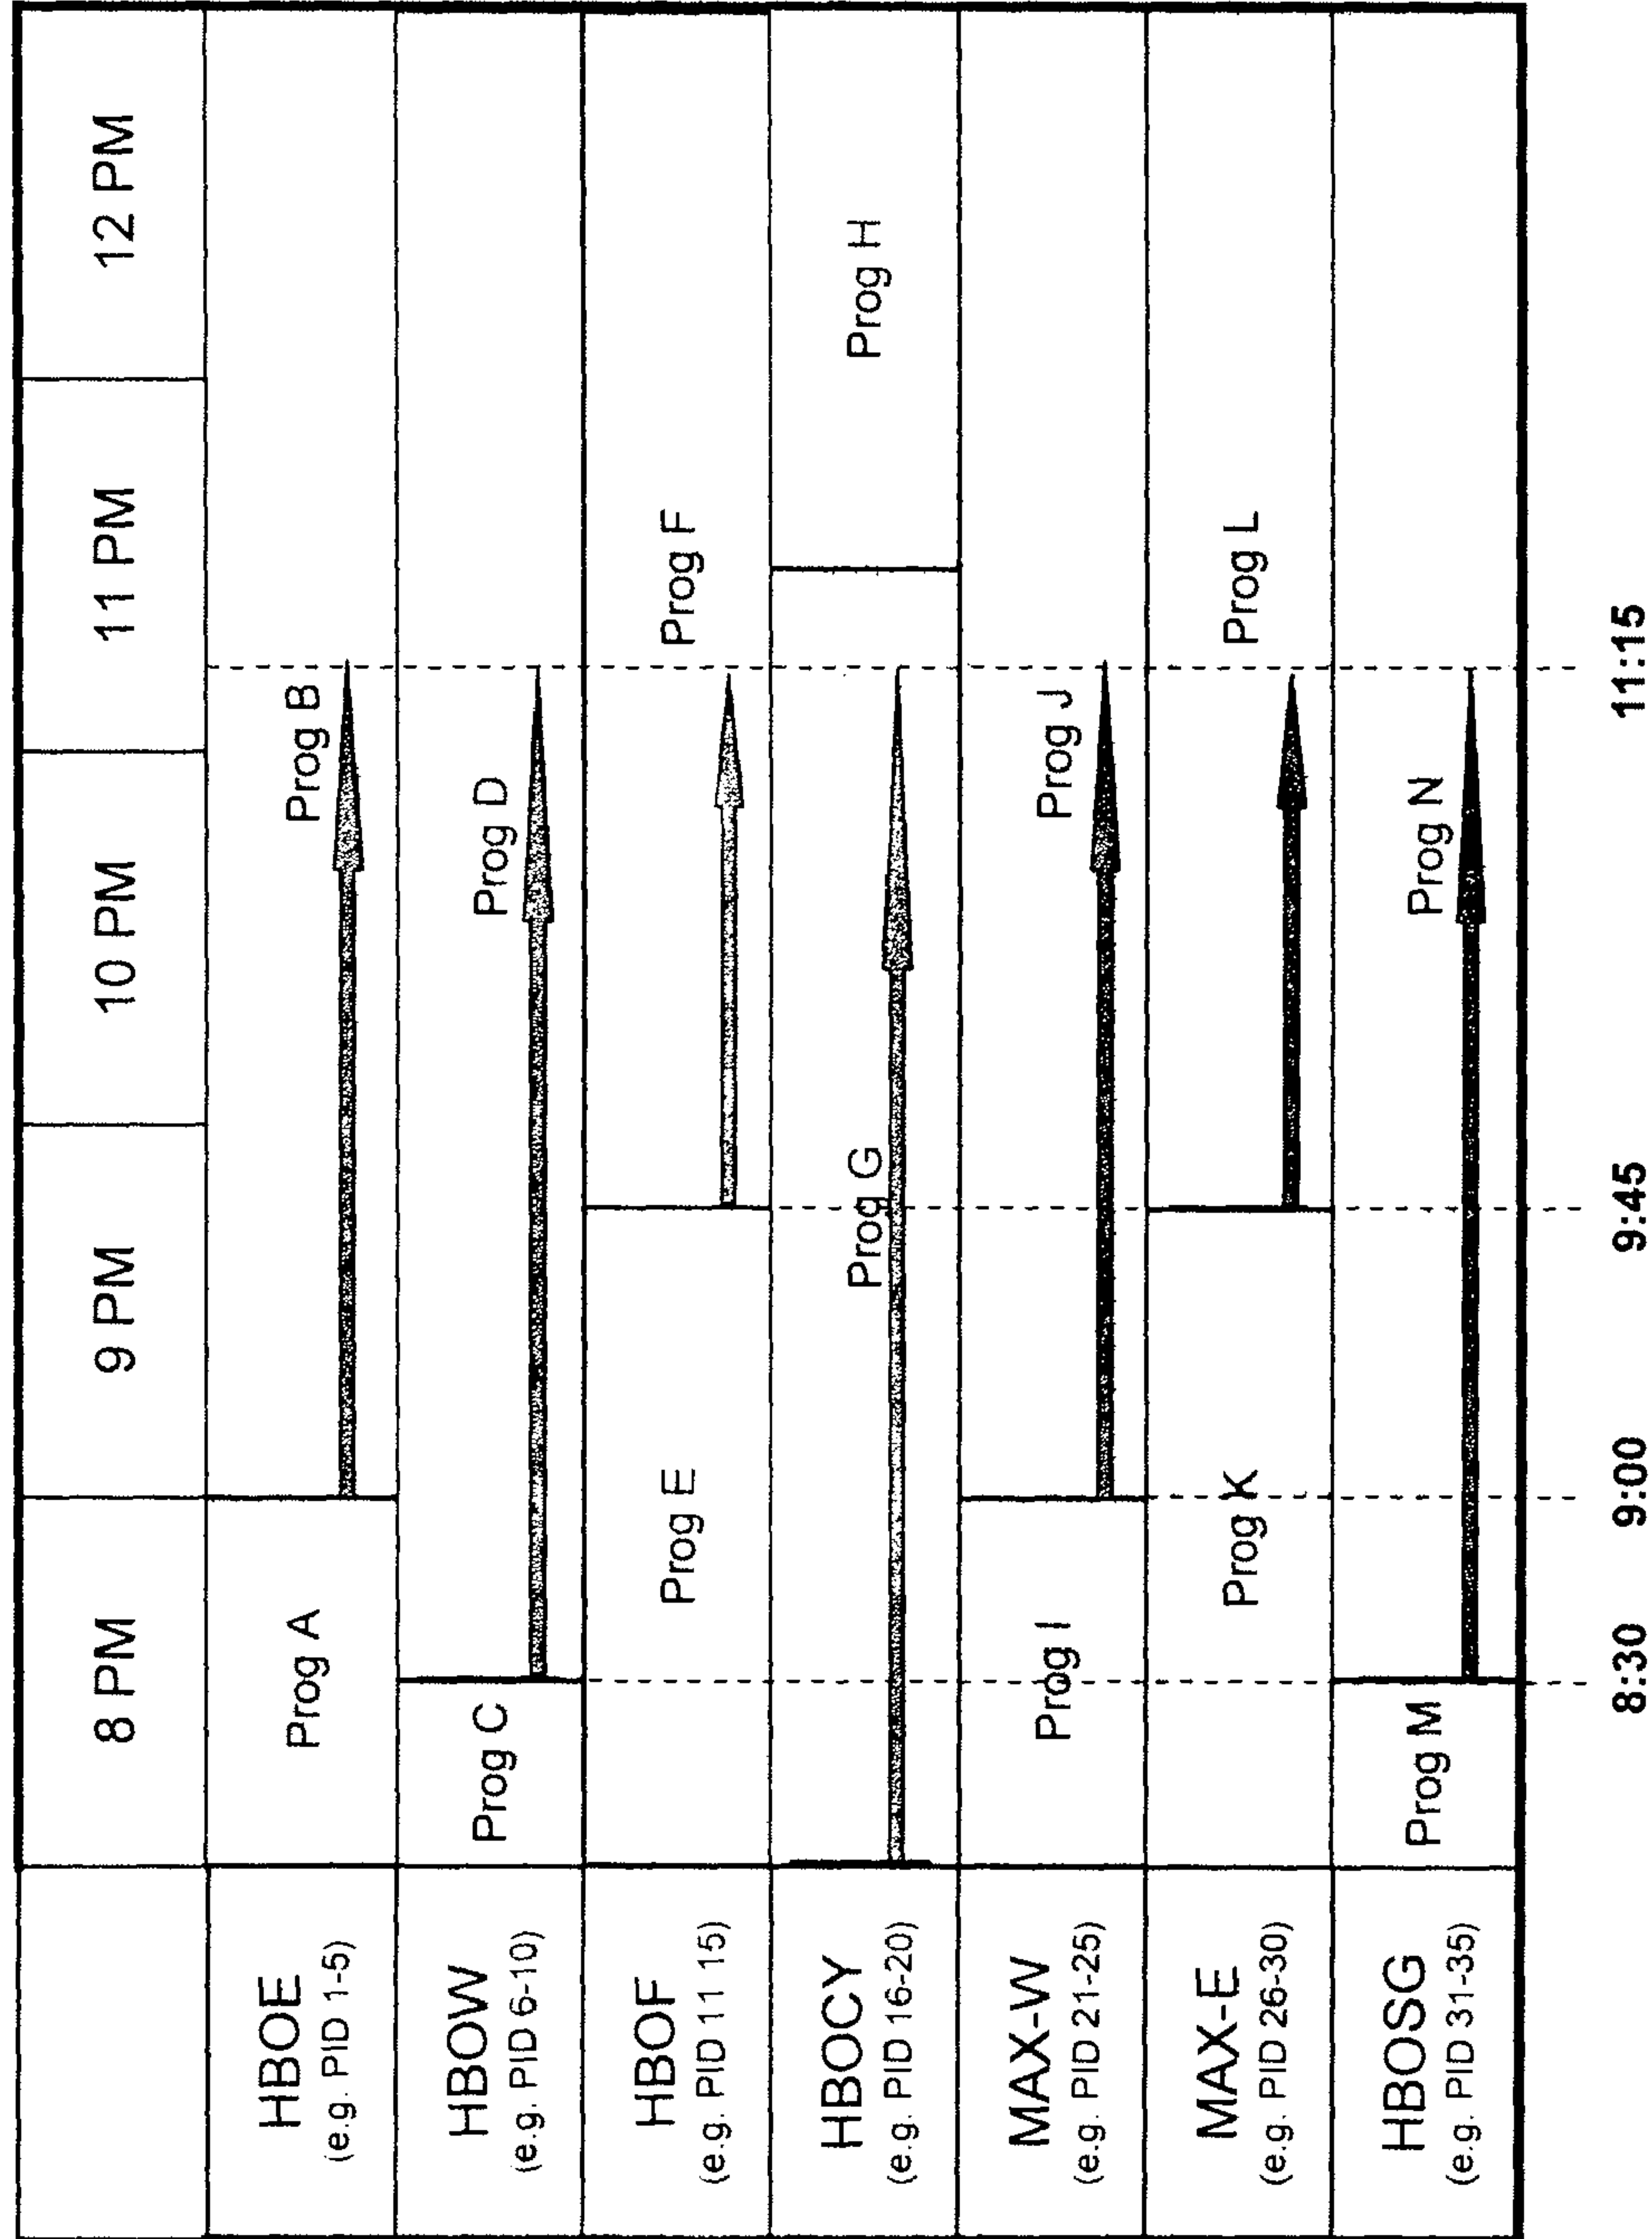 8 PM
9 PM
10 PM
11 PM
12 PM
HBOE
(e.g. PID 1-5)
Prog A
Prog B
HBOW
(e.g. PID 6-10)
Prog C
Prog D
HBOF
(e.g. PID 11 15)
Prog E
Prog F
HBOCY
(e.g. PID 16-20)
Prog G
Prog H
MAX-W
(e.g. PID 21-25)
Prog I
Prog J
MAX-E
(e.g. PID 26-30)
Prog K
Prog L
HBOSG
(e.g. PID 31-35)
Prog M
Prog N
8:30
9:00
9:45
11:15